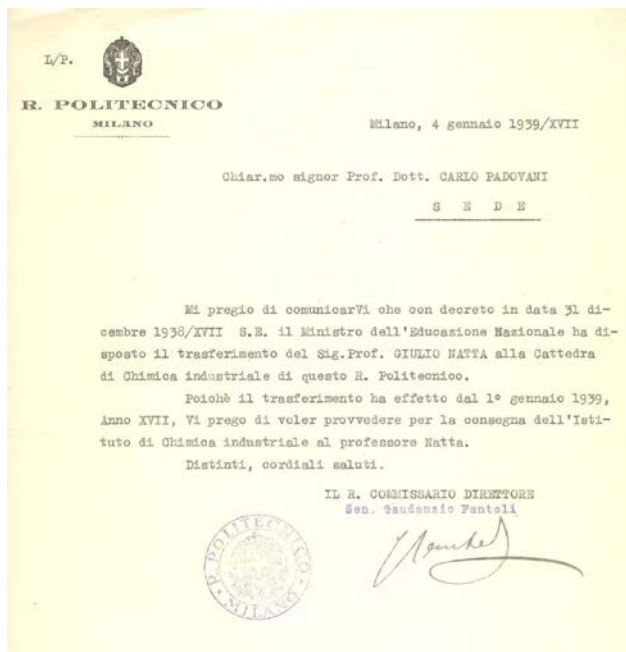 L/P.
R. POLITECNICO
MILANO
Milano, 4 gennaio 1939/XVII
Chiar.mo signor Prof. Dott. CARLO PADOVANI
S E D E
Mi pregio di comunicarVi che con decreto in data 31 di-
cembre 1938/XVII S.E. il Ministro dell'Educazione Nazionale ha di-
sposto il trasferimento del Sig.Prof. GIULIO NATTA alla Cattedra
di Chimica industriale di questo R. Politecnico.
Poichè il trasferimento ha effetto dal 1º gennaio 1939,
Anno XVII, Vi prego di voler provvedere per la consegna dell'Isti-
tuto di Chimica industriale al professore Natta.
Distinti, cordiali saluti.
IL R. COMMISSARIO DIRETTORE
Sen. Gaudenzio Fantoli
R. POLITECNICO
MILANO